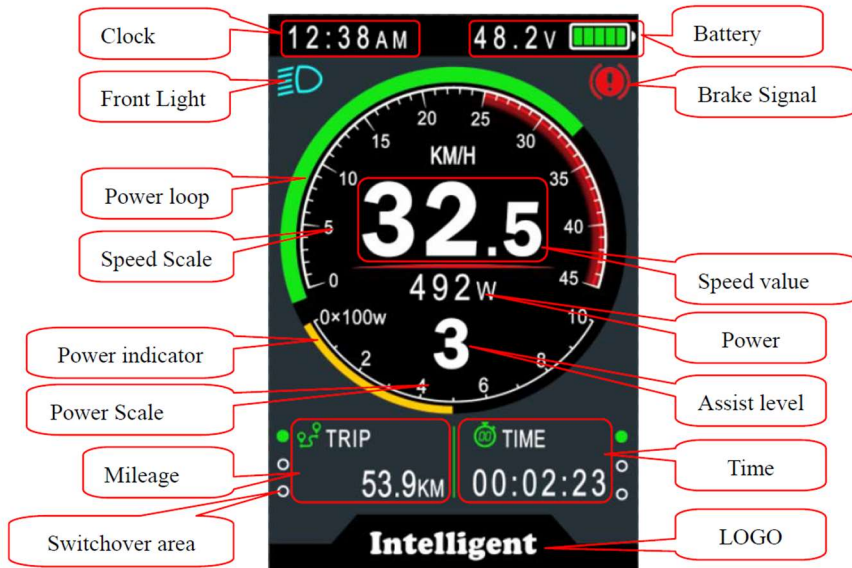 Clock
12:38AM
48.2V
Battery
Front Light
Brake Signal
0
5
10
15
20
25
30
35
40
45
KM/H
Power loop
Speed Scale
32.5
Speed value
492W
Power
0×100w
2
4
6
8
10
3
Power indicator
Power Scale
Assist level
TRIP
53.9KM
00
TIME
00:02:23
Mileage
Time
Switchover area
Intelligent
LOGO